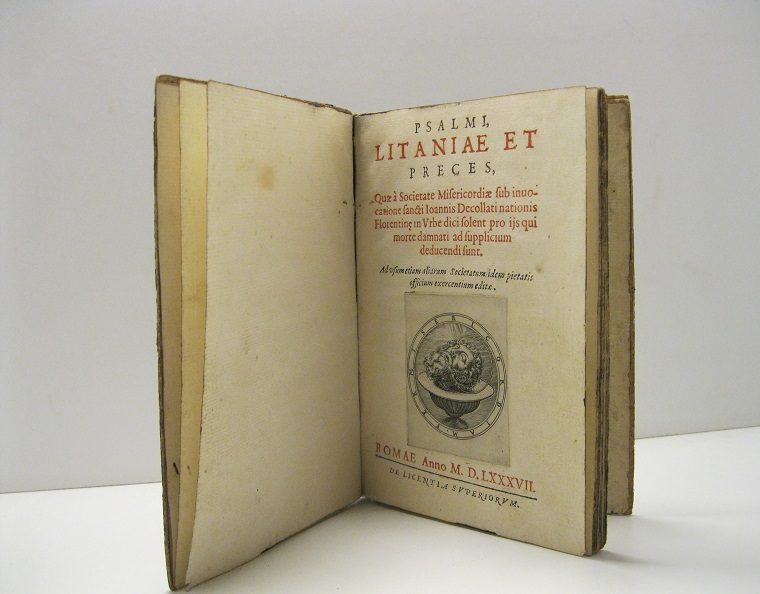 PSALMI,
LITANIAE ET
PRECES,
Quæ à Societate Misericordiæ sub inuo-
catione sancti Ioannis Decollati nationis
Florentinę in Vrbe dici solent pro ijs qui
morte damnati ad supplicium
deducendi sunt.
Ad vsum etiam aliarum Societatum idem pietatis
officium exercentium editæ.
MISERICORDIA
ROMAE Anno M. D. LXXXVII.
DE LICENTIA SVPERIORVM.